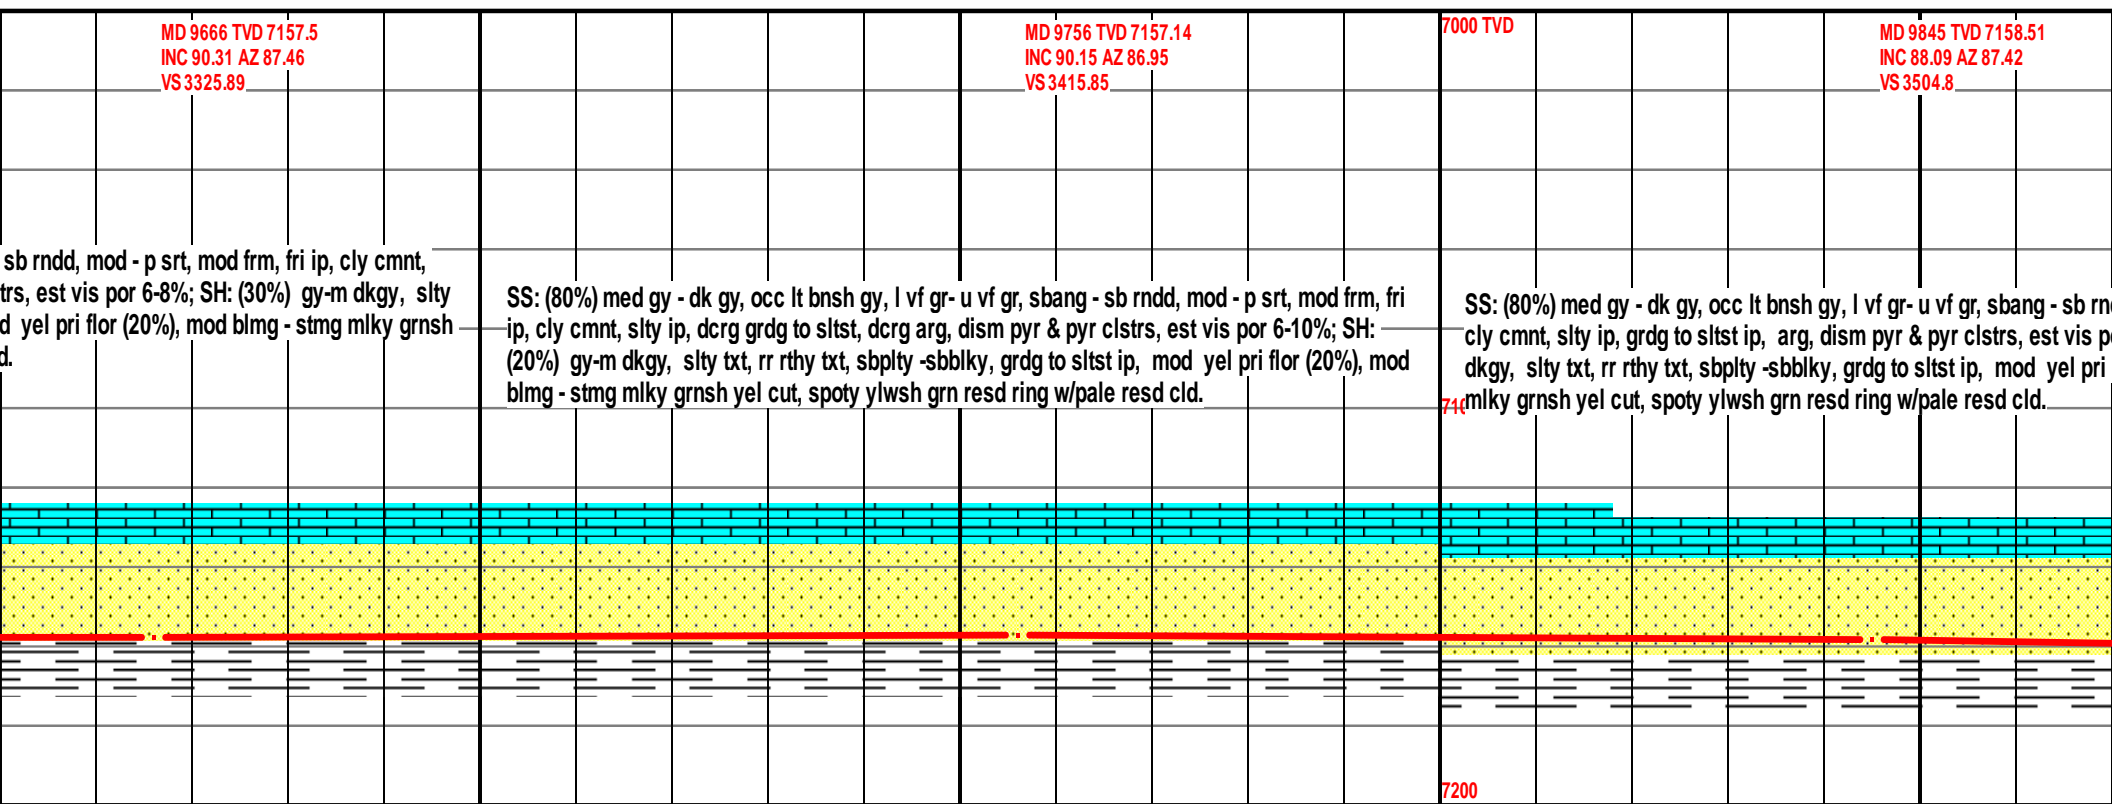 MD 9666 TVD 7157.5
INC 90.31 AZ 87.46
VS 3325.89
MD 9756 TVD 7157.14
INC 90.15 AZ 86.95
VS 3415.85
7000 TVD
MD 9845 TVD 7158.51
INC 88.09 AZ 87.42
VS 3504.8
sb rndd, mod - p srt, mod frm, fri ip, cly cmnt,
trs, est vis por 6-8%; SH: (30%) gy-m dkgy, slty
d yel pri flor (20%), mod blmg - stmg mlky grnsh
d.
SS: (80%) med gy - dk gy, occ lt bnsh gy, l vf gr- u vf gr, sbang - sb rndd, mod - p srt, mod frm, fri
ip, cly cmnt, slty ip, dcrg grdg to sltst, dcrg arg, dism pyr & pyr clstrs, est vis por 6-10%; SH:
(20%) gy-m dkgy, slty txt, rr rthy txt, sbplty -sbblky, grdg to sltst ip, mod yel pri flor (20%), mod
blmg - stmg mlky grnsh yel cut, spoty ylwsh grn resd ring w/pale resd cld.
SS: (80%) med gy - dk gy, occ lt bnsh gy, l vf gr- u vf gr, sbang - sb rn
cly cmnt, slty ip, grdg to sltst ip, arg, dism pyr & pyr clstrs, est vis p
dkgy, slty txt, rr rthy txt, sbplty -sbblky, grdg to sltst ip, mod yel pri
mlky grnsh yel cut, spoty ylwsh grn resd ring w/pale resd cld.
710
7200